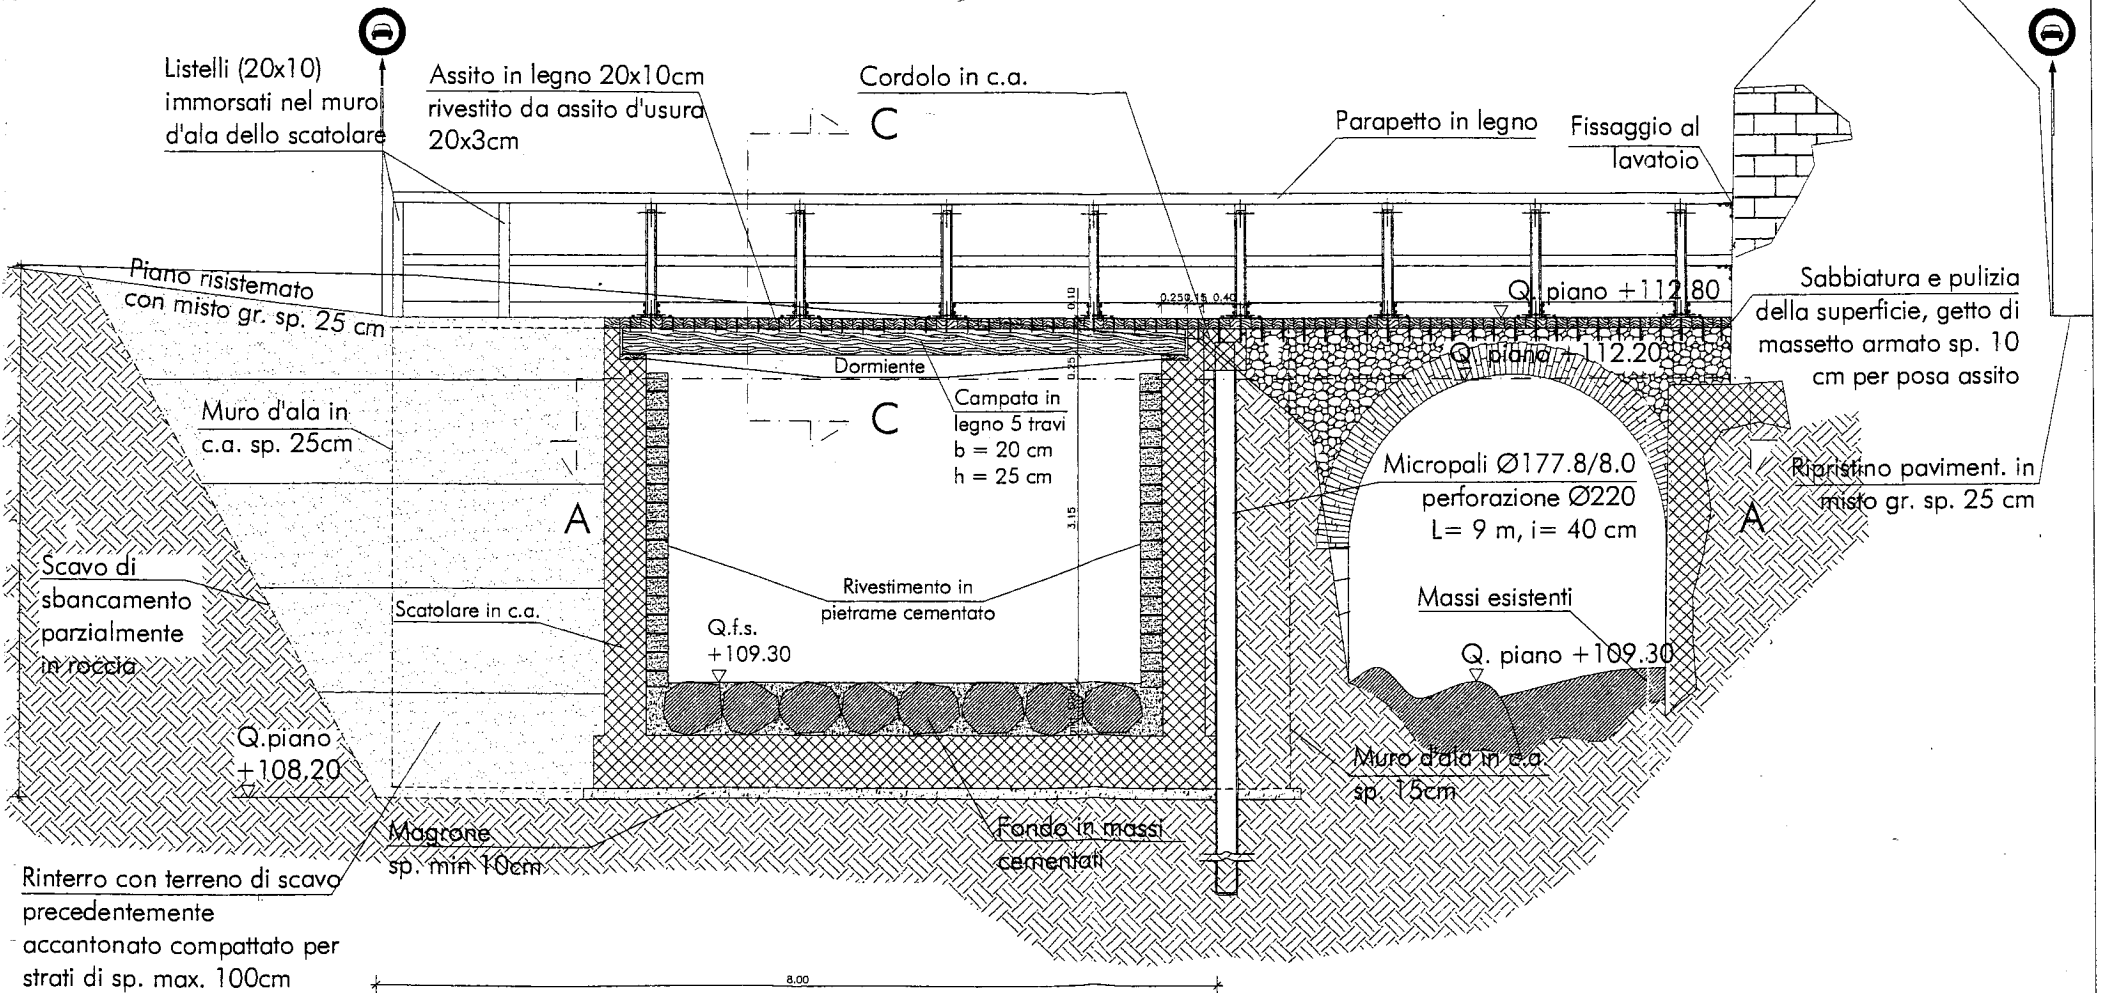 Listelli (20x10)
immorsati nel muro
d'ala dello scatolare
Assito in legno 20x10cm
rivestito da assito d'usura
20x3cm
C
Cordolo in c.a.
Parapetto in legno
Fissaggio al
lavatoio
Piano risistemato
con misto gr. sp. 25 cm
0.10
0.40
Q. piano +112.80
Sabbiatura e pulizia
della superficie, getto di
massetto armato sp. 10
cm per posa assito
Q. piano +112.20
Dormiente
0.25
Campata in
legno 5 travi
b = 20 cm
h = 25 cm
C
Muro d'ala in
c.a. sp. 25cm
Micropali Ø177.8/8.0
perforazione Ø220
L= 9 m, i= 40 cm
Ripristino paviment. in
misto gr. sp. 25 cm
A
A
3.15
Scavo di
sbancamento
parzialmente
in roccia
Scatolare in c.a.
Rivestimento in
pietrame cementato
Massi esistenti
Q.f.s.
+109.30
Q. piano +109.30
Q.piano
+108,20
Muro d'ala in c.a.
sp. 15cm
Magrone
sp. min 10cm
Fondo in massi
cementati
Rinterro con terreno di scavo
precedentemente
accantonato compattato per
strati di sp. max. 100cm
8.00